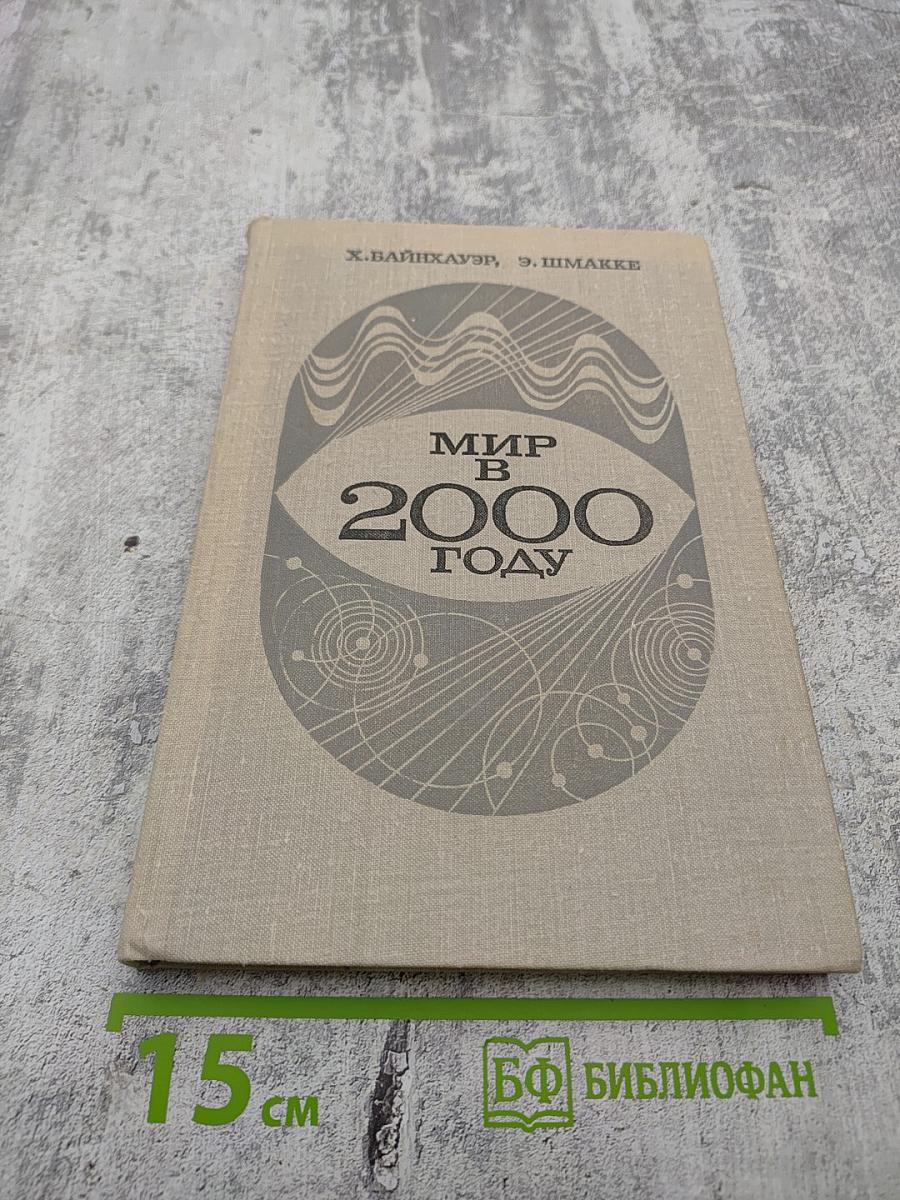 Х.БАЙНХАУЭР, Э.ШМАККЕ
МИР
В
2000
ГОДУ
15 см
БФ БИБЛИОФАН